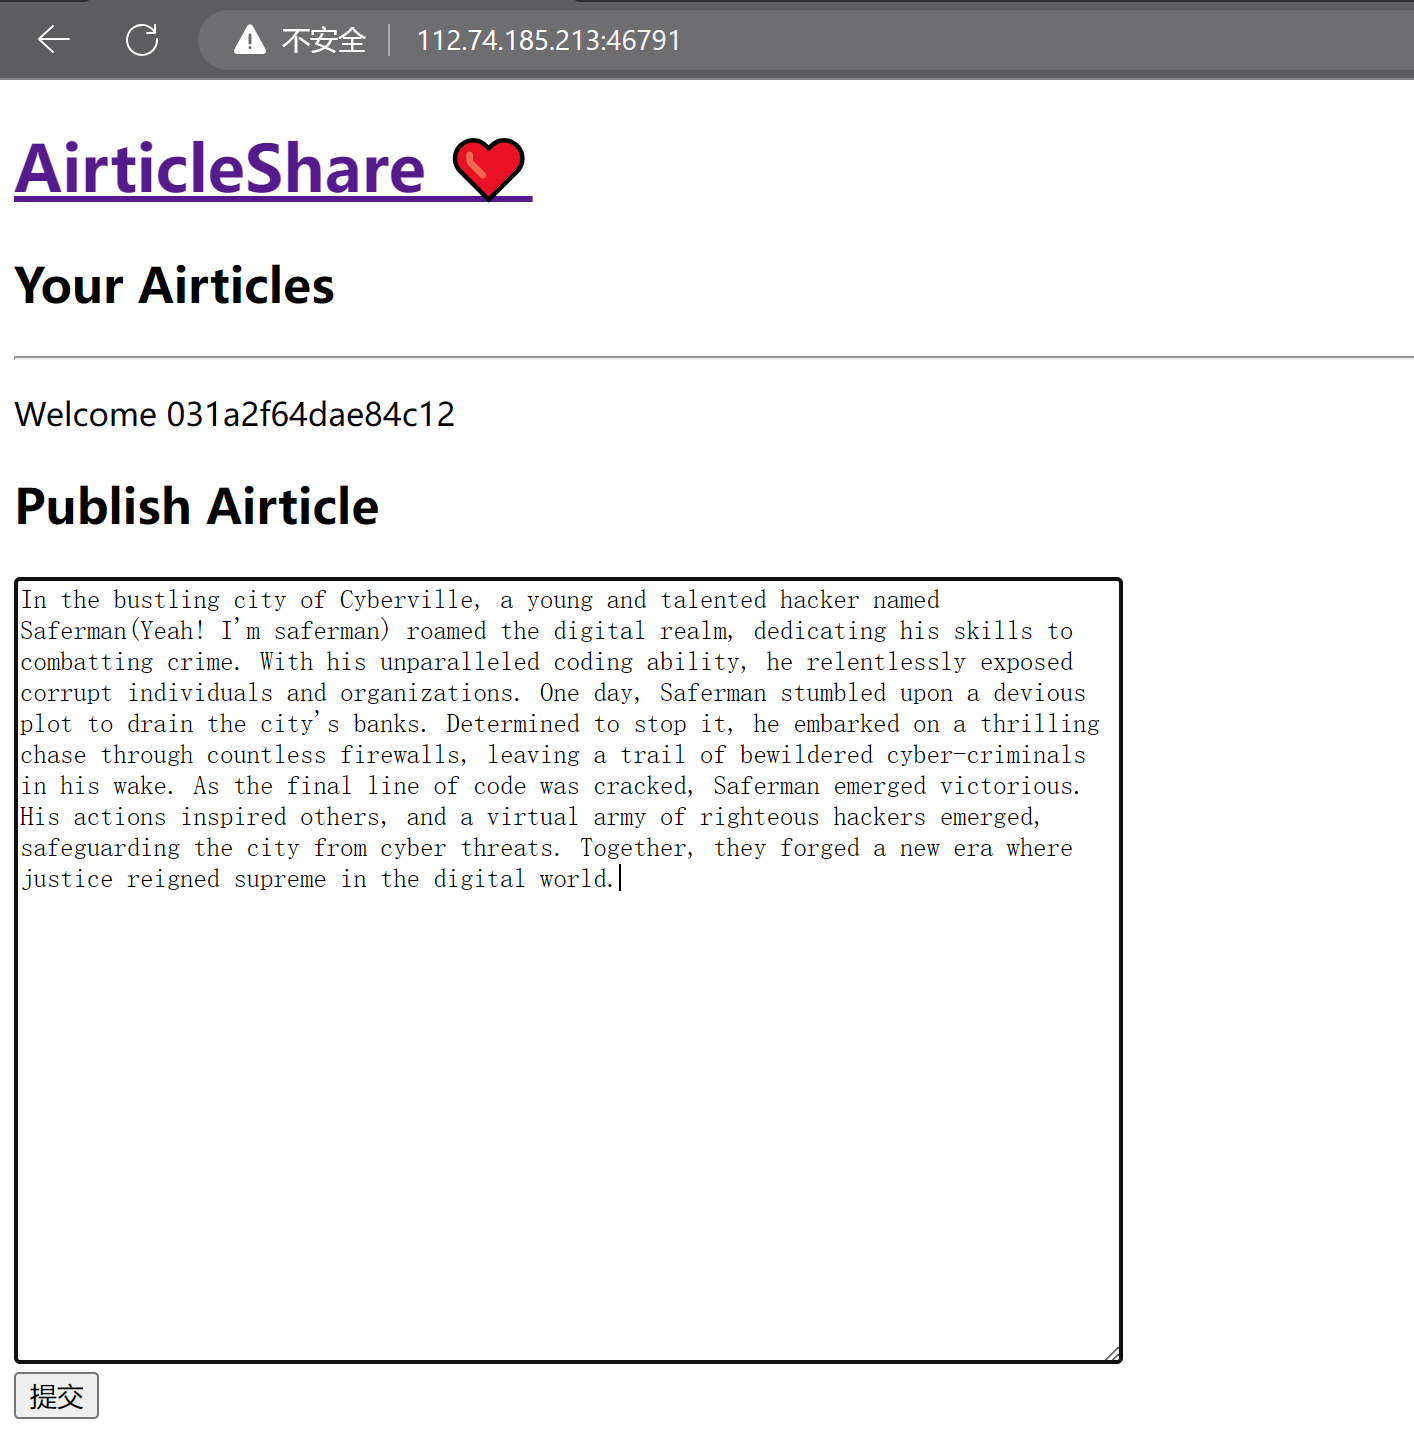 不安全 112.74.185.213:46791
AirticleShare ❤
Your Airticles
Welcome 031a2f64dae84c12
Publish Airticle
In the bustling city of Cyberville, a young and talented hacker named
Saferman(Yeah! I'm saferman) roamed the digital realm, dedicating his skills to
combatting crime. With his unparalleled coding ability, he relentlessly exposed
corrupt individuals and organizations. One day, Saferman stumbled upon a devious
plot to drain the city's banks. Determined to stop it, he embarked on a thrilling
chase through countless firewalls, leaving a trail of bewildered cyber-criminals
in his wake. As the final line of code was cracked, Saferman emerged victorious.
His actions inspired others, and a virtual army of righteous hackers emerged,
safeguarding the city from cyber threats. Together, they forged a new era where
justice reigned supreme in the digital world.
提交